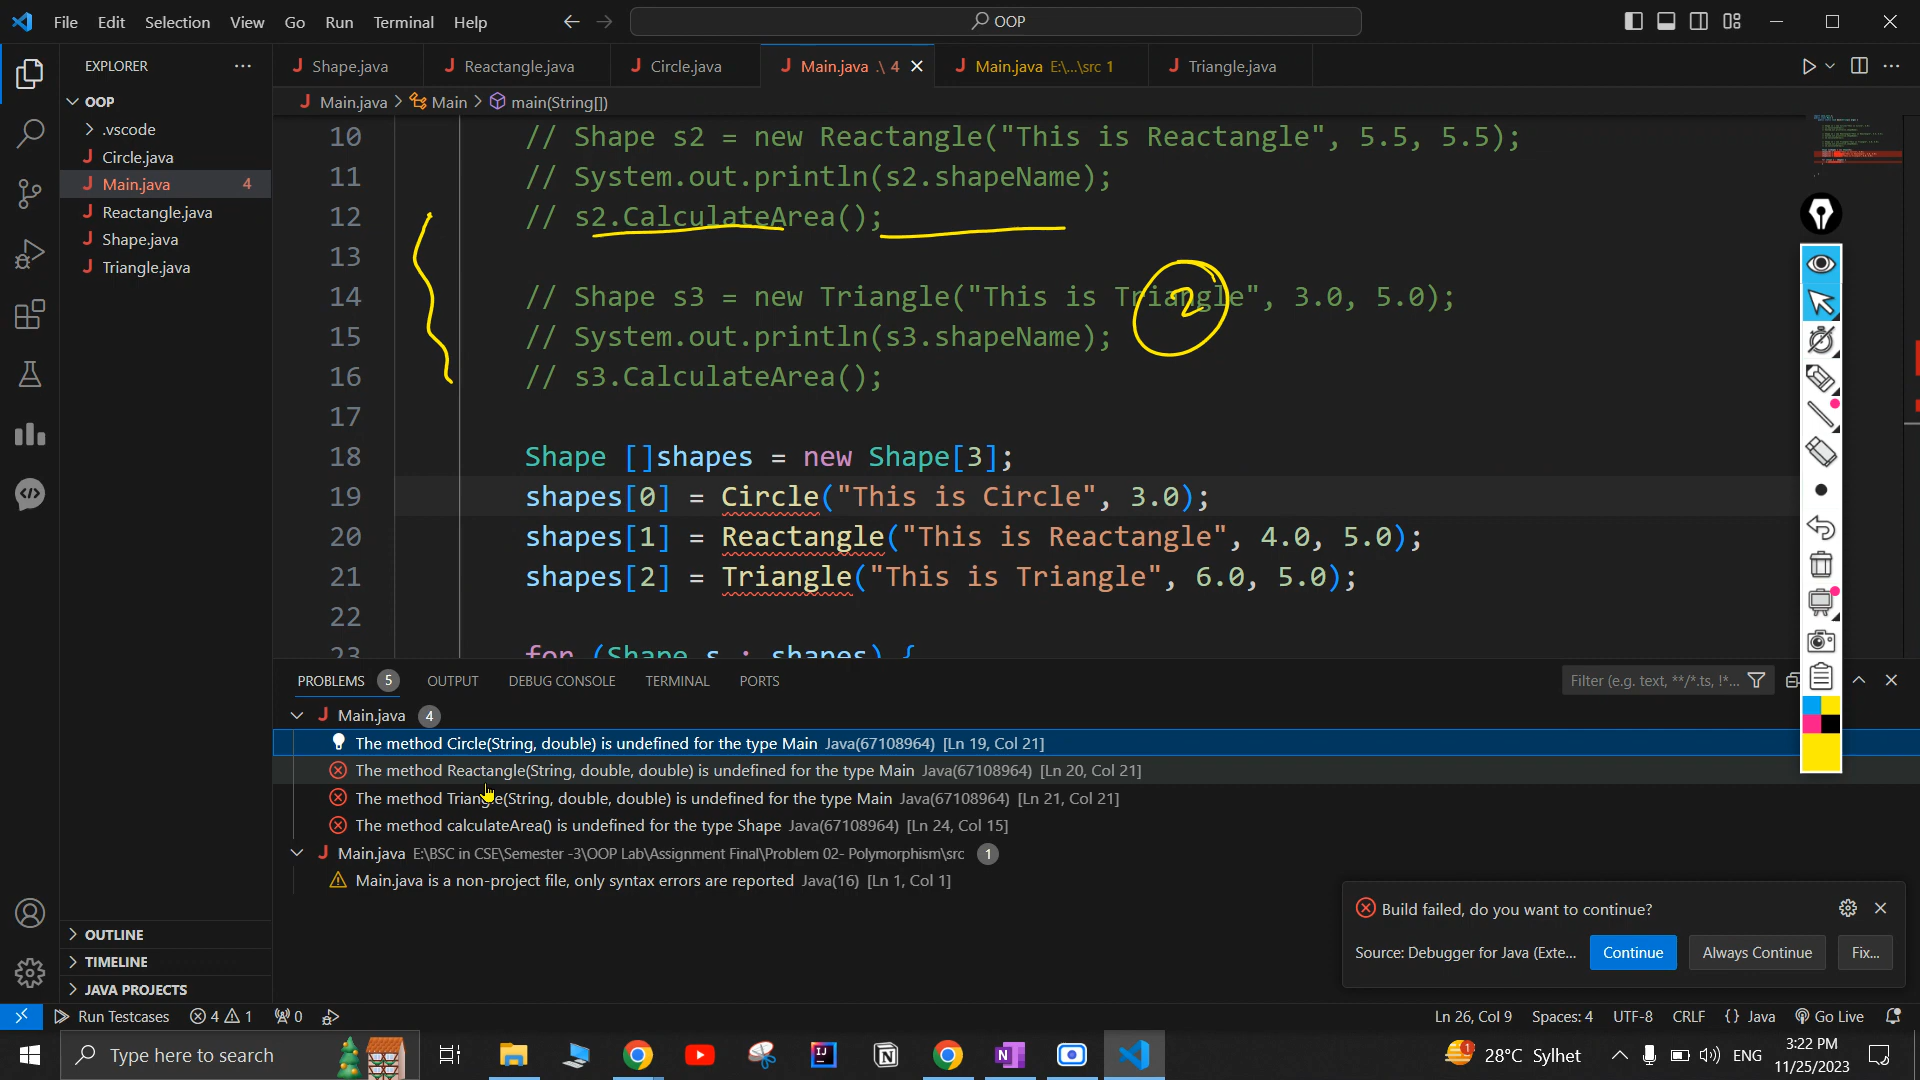 File Edit Selection View Go Run Terminal Help
OOP
EXPLORER
OOP
.vscode
Circle.java
Main.java 4
Reactangle.java
Shape.java
Triangle.java
OUTLINE
TIMELINE
JAVA PROJECTS
Shape.java Reactangle.java Circle.java Main.java .\ 4 Main.java E:\...\src 1 Triangle.java
Main.java > Main > main(String[])
10 // Shape s2 = new Reactangle("This is Reactangle", 5.5, 5.5);
11 // System.out.println(s2.shapeName);
12 // s2.CalculateArea();
13
14 // Shape s3 = new Triangle("This is Triangle", 3.0, 5.0);
2
15 // System.out.println(s3.shapeName);
16 // s3.CalculateArea();
17
18 Shape []shapes = new Shape[3];
19 shapes[0] = Circle("This is Circle", 3.0);
20 shapes[1] = Reactangle("This is Reactangle", 4.0, 5.0);
21 shapes[2] = Triangle("This is Triangle", 6.0, 5.0);
22
23 for (Shape s : shapes) {
PROBLEMS 5 OUTPUT DEBUG CONSOLE TERMINAL PORTS
Filter (e.g. text, **/*.ts, !*...
Main.java 4
The method Circle(String, double) is undefined for the type Main Java(67108964) [Ln 19, Col 21]
The method Reactangle(String, double, double) is undefined for the type Main Java(67108964) [Ln 20, Col 21]
The method Triangle(String, double, double) is undefined for the type Main Java(67108964) [Ln 21, Col 21]
The method calculateArea() is undefined for the type Shape Java(67108964) [Ln 24, Col 15]
Main.java E:\BSC in CSE\Semester -3\OOP Lab\Assignment Final\Problem 02- Polymorphism\src 1
Main.java is a non-project file, only syntax errors are reported Java(16) [Ln 1, Col 1]
Build failed, do you want to continue?
Source: Debugger for Java (Exte... Continue Always Continue Fix...
Run Testcases 4 1 0
Ln 26, Col 9 Spaces: 4 UTF-8 CRLF {} Java Go Live
Type here to search
1 28°C Sylhet
ENG
3:22 PM
11/25/2023